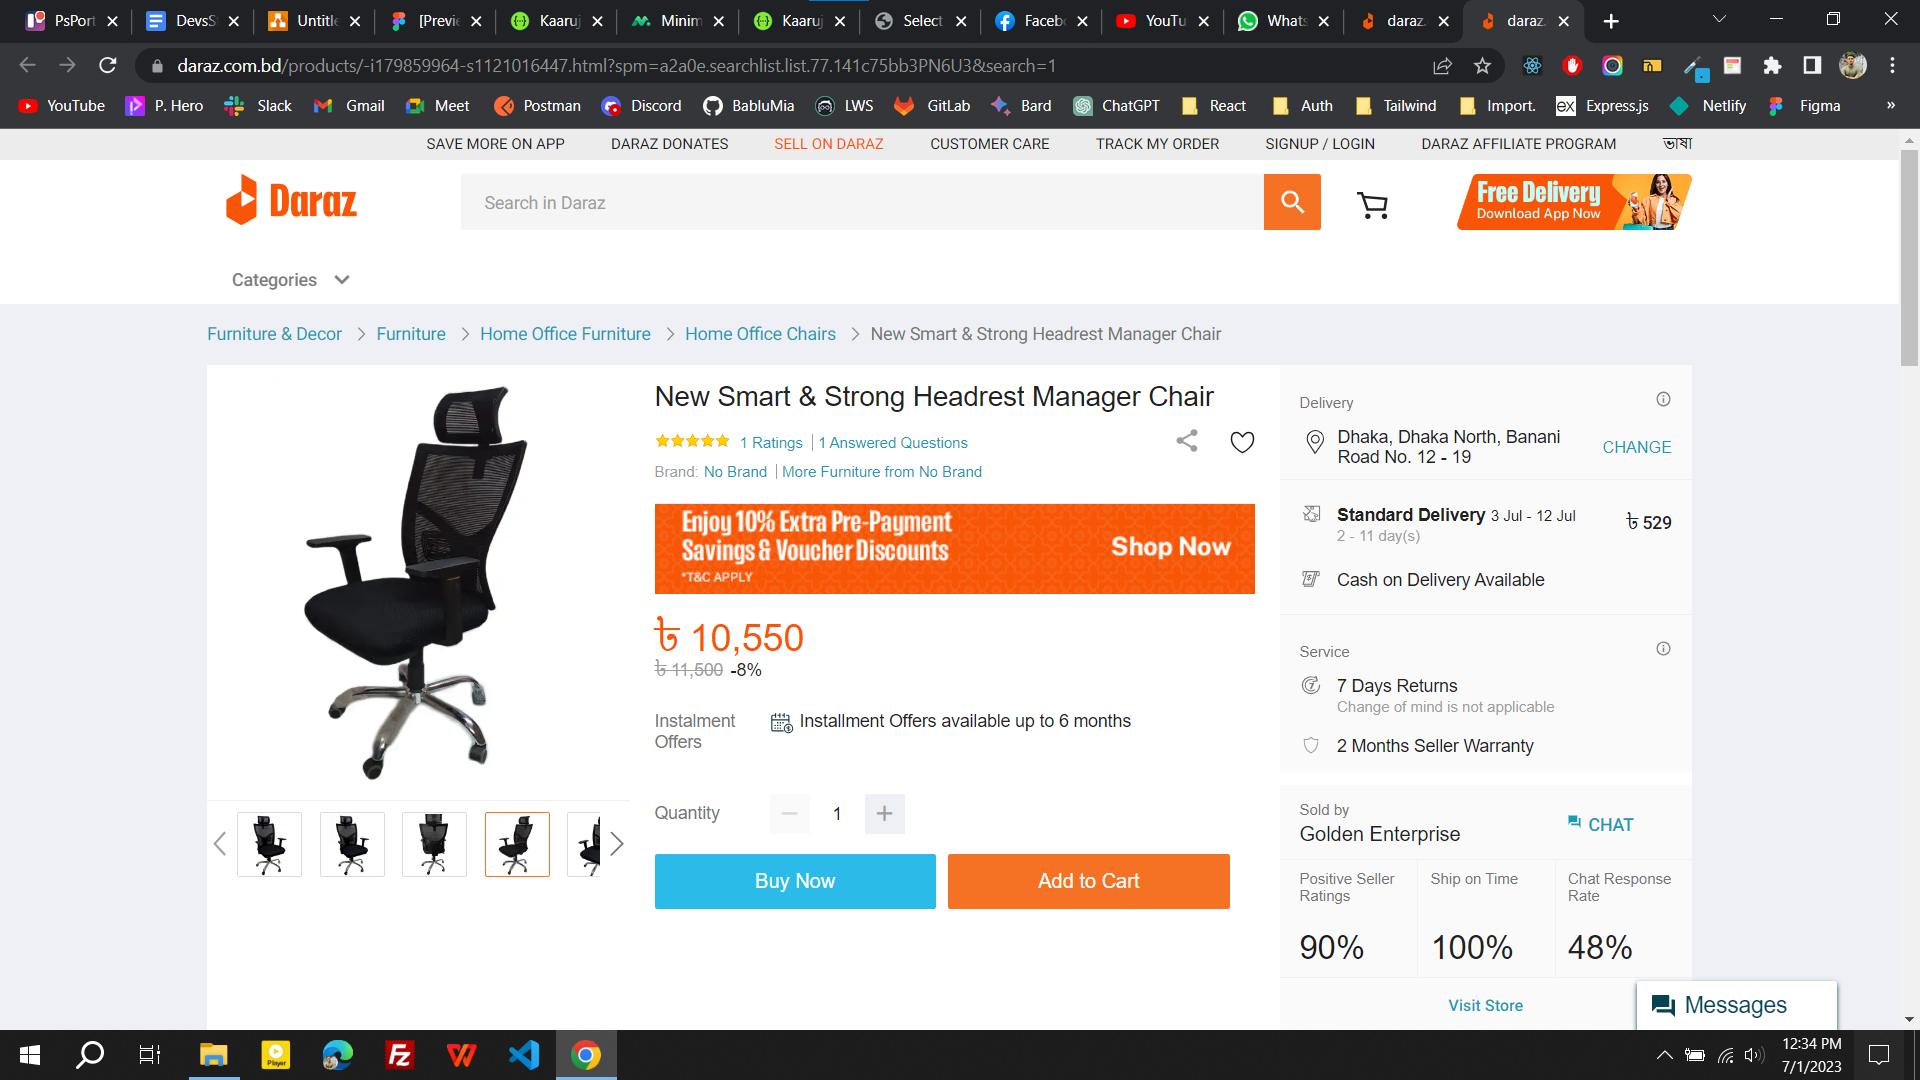 PsPort
DevsS
Untitle
[Previe
Kaaruj
Minim
Kaaruj
Select
Facebo
YouTu
Whats
daraz.
daraz.
daraz.com.bd/products/-i179859964-s1121016447.html?spm=a2a0e.searchlist.list.77.141c75bb3PN6U3&search=1
YouTube
P. Hero
Slack
Gmail
Meet
Postman
Discord
BabluMia
LWS
GitLab
Bard
ChatGPT
React
Auth
Tailwind
Import.
ex Express.js
Netlify
Figma
»
SAVE MORE ON APP
DARAZ DONATES
SELL ON DARAZ
CUSTOMER CARE
TRACK MY ORDER
SIGNUP / LOGIN
DARAZ AFFILIATE PROGRAM
ভাষা
Daraz
Search in Daraz
Free Delivery
Download App Now
Categories
Furniture & Decor > Furniture > Home Office Furniture > Home Office Chairs > New Smart & Strong Headrest Manager Chair
New Smart & Strong Headrest Manager Chair
1 Ratings | 1 Answered Questions
Brand: No Brand | More Furniture from No Brand
Enjoy 10% Extra Pre-Payment
Savings & Voucher Discounts
*T&C APPLY
Shop Now
৳ 10,550
৳ 11,500 -8%
Instalment
Offers
Installment Offers available up to 6 months
Quantity
1
Buy Now
Add to Cart
Delivery
Dhaka, Dhaka North, Banani
Road No. 12 - 19
CHANGE
Standard Delivery 3 Jul - 12 Jul
৳ 529
2 - 11 day(s)
Cash on Delivery Available
Service
7 Days Returns
Change of mind is not applicable
2 Months Seller Warranty
Sold by
Golden Enterprise
CHAT
Positive Seller
Ratings
90%
Ship on Time
100%
Chat Response
Rate
48%
Visit Store
Messages
Player
12:34 PM
7/1/2023